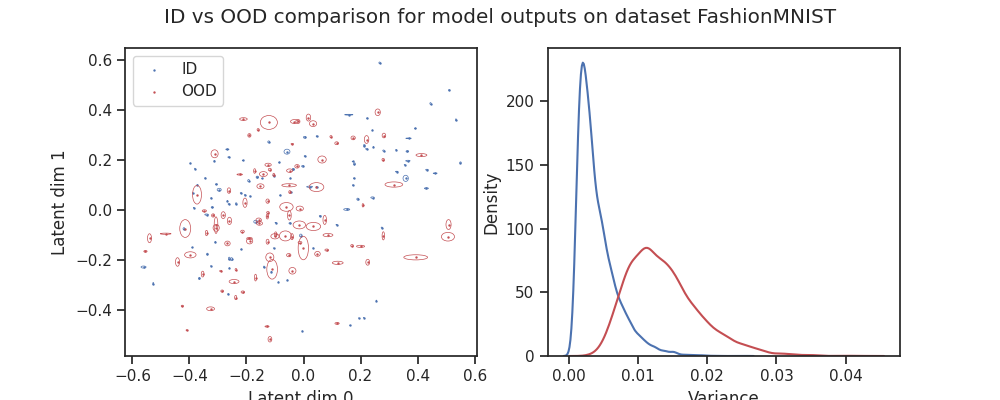 ID vs OOD comparison for model outputs on dataset FashionMNIST
ID
OOD
Latent dim 1
0.6
0.4
0.2
0.0
−0.2
−0.4
−0.6 −0.4 −0.2 0.0 0.2 0.4 0.6
Latent dim 0
Density
200
150
100
50
0
0.00 0.01 0.02 0.03 0.04
Variance